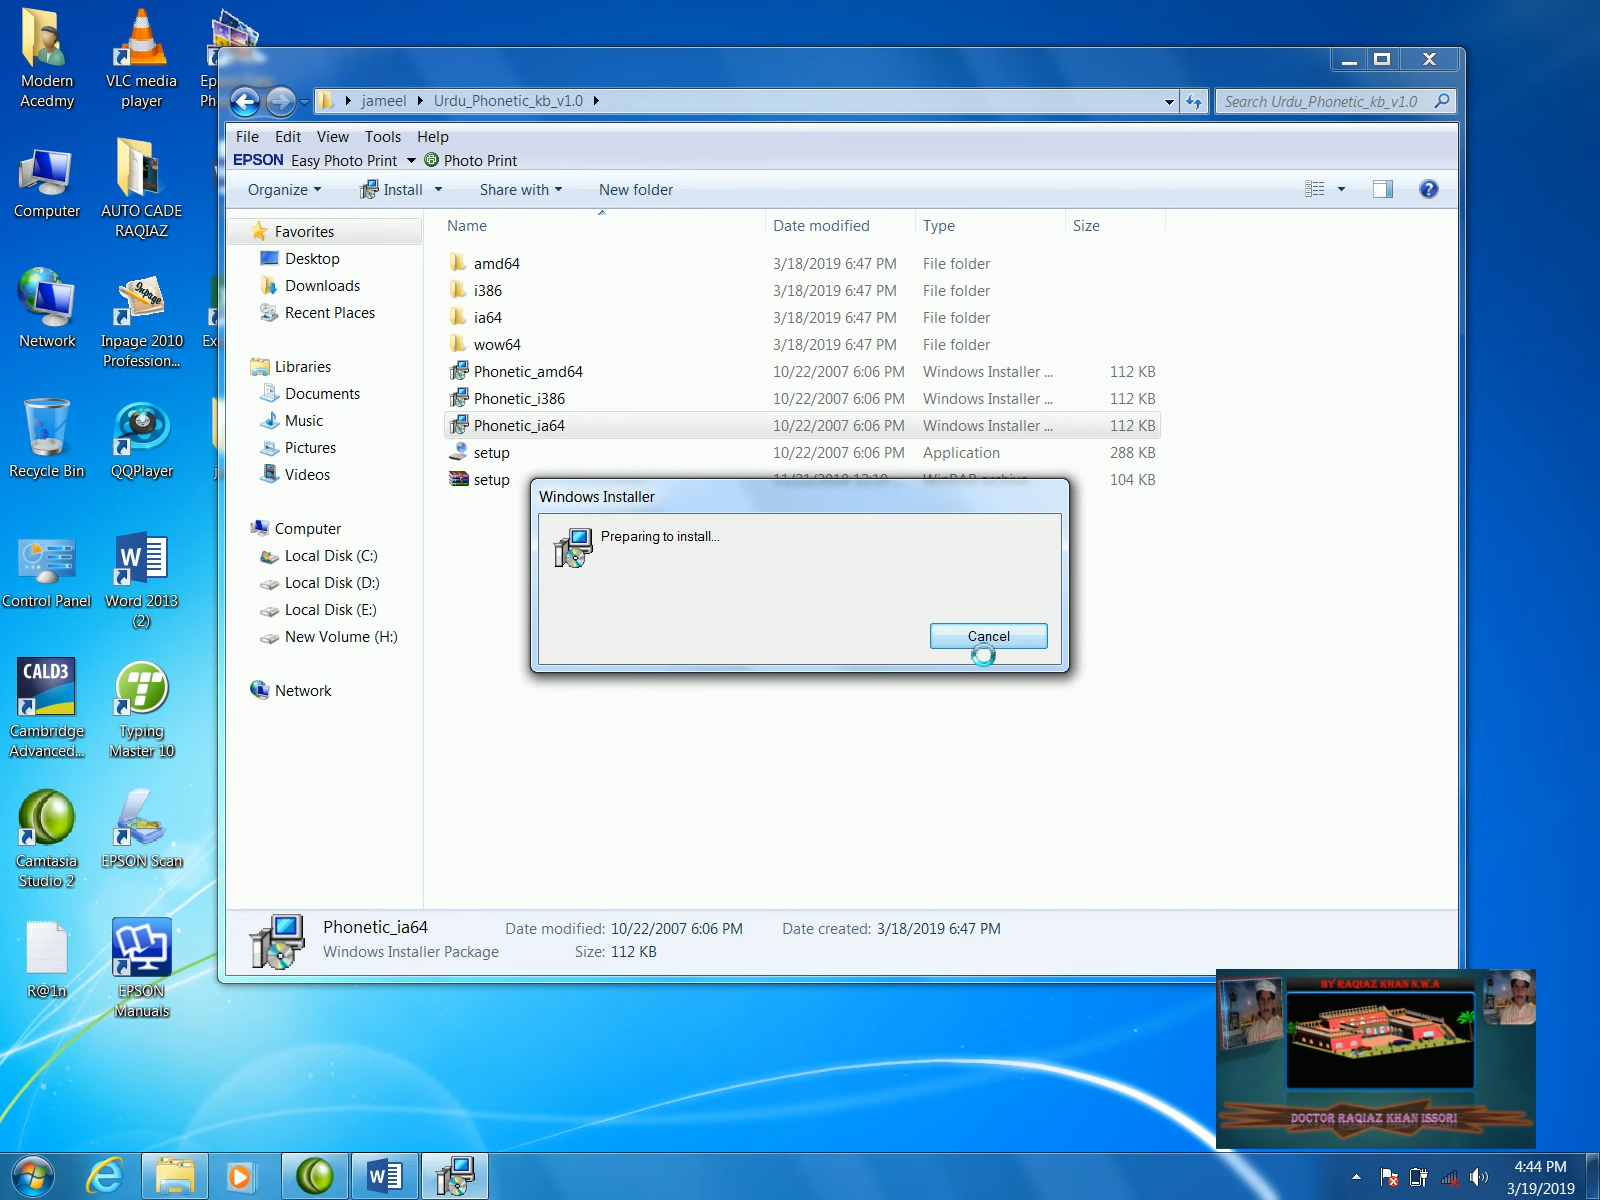 Modern
Acedmy
VLC media
player
Ep
Ph
Computer
AUTO CADE
RAQIAZ
Network
Inpage 2010
Profession...
Ex
Recycle Bin
QQPlayer
j
Control Panel
Word 2013
(2)
CALD3
Cambridge
Advanced...
Typing
Master 10
Camtasia
Studio 2
EPSON Scan
R@1n
EPSON
Manuals
jameel
Urdu_Phonetic_kb_v1.0
Search Urdu_Phonetic_kb_v1.0
File Edit View Tools Help
EPSON Easy Photo Print Photo Print
Organize Install Share with New folder
Favorites
Desktop
Downloads
Recent Places
Libraries
Documents
Music
Pictures
Videos
Computer
Local Disk (C:)
Local Disk (D:)
Local Disk (E:)
New Volume (H:)
Network
Name Date modified Type Size
amd64 3/18/2019 6:47 PM File folder
i386 3/18/2019 6:47 PM File folder
ia64 3/18/2019 6:47 PM File folder
wow64 3/18/2019 6:47 PM File folder
Phonetic_amd64 10/22/2007 6:06 PM Windows Installer ... 112 KB
Phonetic_i386 10/22/2007 6:06 PM Windows Installer ... 112 KB
Phonetic_ia64 10/22/2007 6:06 PM Windows Installer ... 112 KB
setup 10/22/2007 6:06 PM Application 288 KB
setup 104 KB
Windows Installer
Preparing to install...
Cancel
Phonetic_ia64 Date modified: 10/22/2007 6:06 PM Date created: 3/18/2019 6:47 PM
Windows Installer Package Size: 112 KB
BY RAQIAZ KHAN N.W.A
DOCTOR RAQIAZ KHAN ISSORI
4:44 PM
3/19/2019